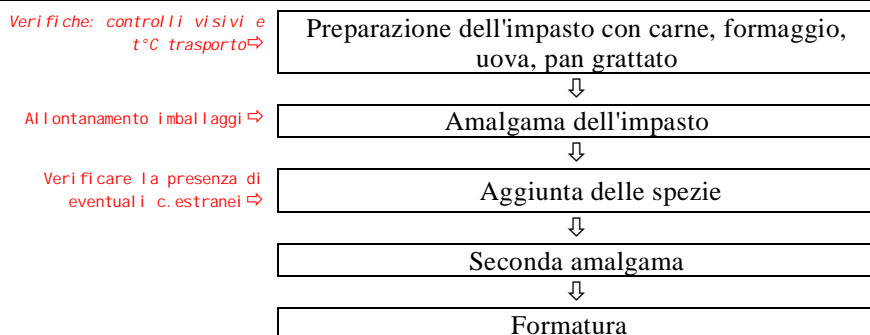 Verifiche: controlli visivi e
t°C trasporto⇨
Preparazione dell'impasto con carne, formaggio,
uova, pan grattato
⇩
Allontanamento imballaggi⇨
Amalgama dell'impasto
⇩
Verificare la presenza di
eventuali c.estranei⇨
Aggiunta delle spezie
⇩
Seconda amalgama
⇩
Formatura